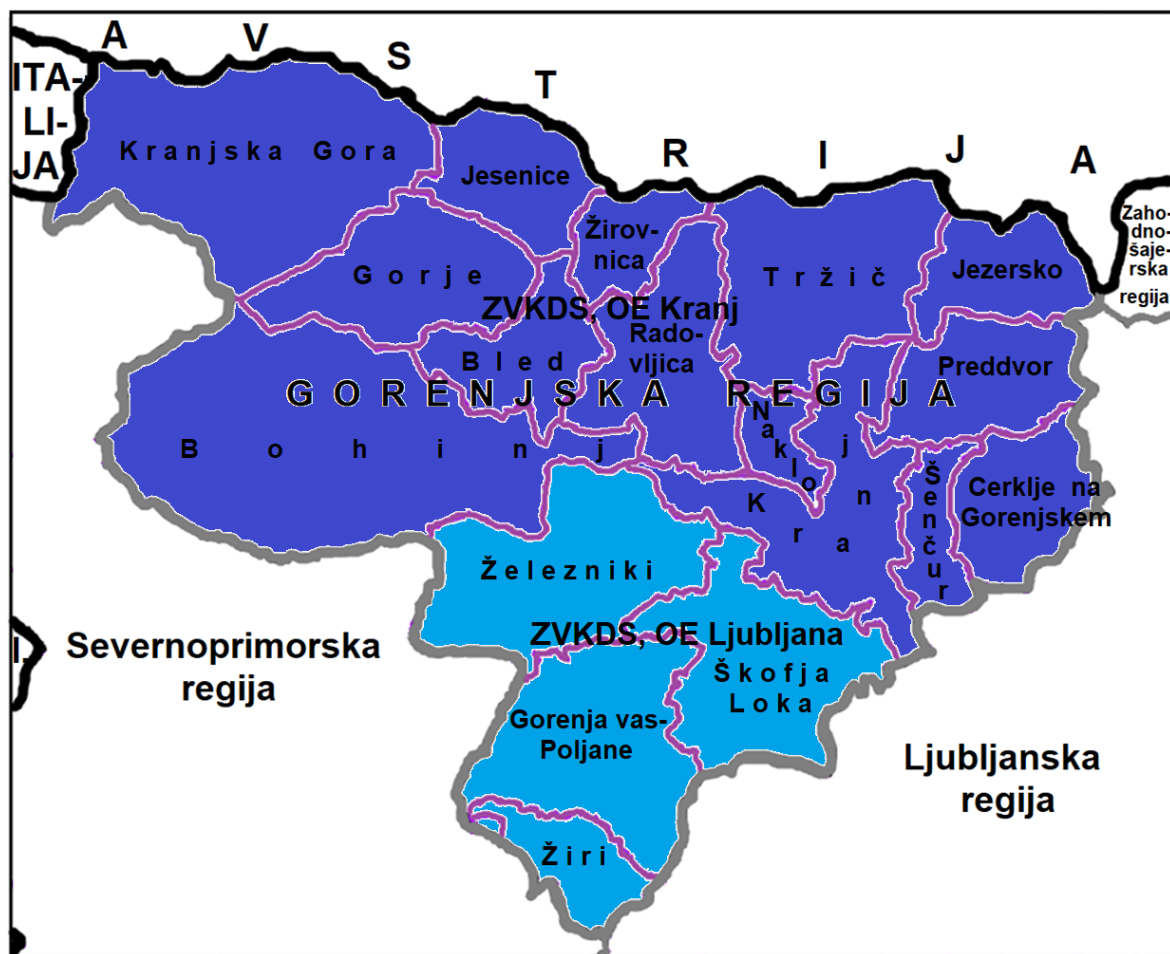 A V S T R I J A
ITA-
LI-
JA
Kranjska Gora
Jesenice
Žirov-
nica
Zaho-
dno-
šaje-
rska
regija
Gorje
Tržič
Jezersko
ZVKDS, OE Kranj
Rado-
vljica
Bled
Preddvor
GORENJSKA REGIJA
Naklo
Bohinj
Kranj
Šenčur
Cerklje na
Gorenjskem
Železniki
ZVKDS, OE Ljubljana
I.
Severnoprimorska
regija
Škofja
Loka
Gorenja vas-
Poljane
Ljubljanska
regija
Žiri